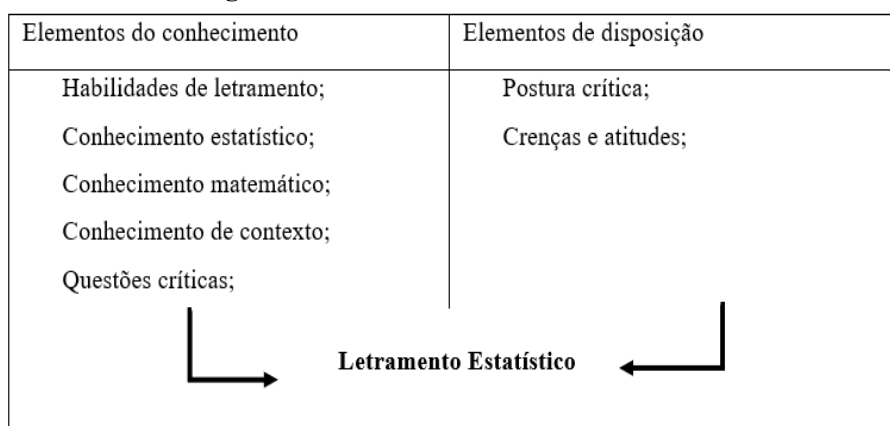 Elementos do conhecimento
Elementos de disposição
Habilidades de letramento;
Conhecimento estatístico;
Conhecimento matemático;
Conhecimento de contexto;
Questões críticas;
Postura crítica;
Crenças e atitudes;
Letramento Estatístico